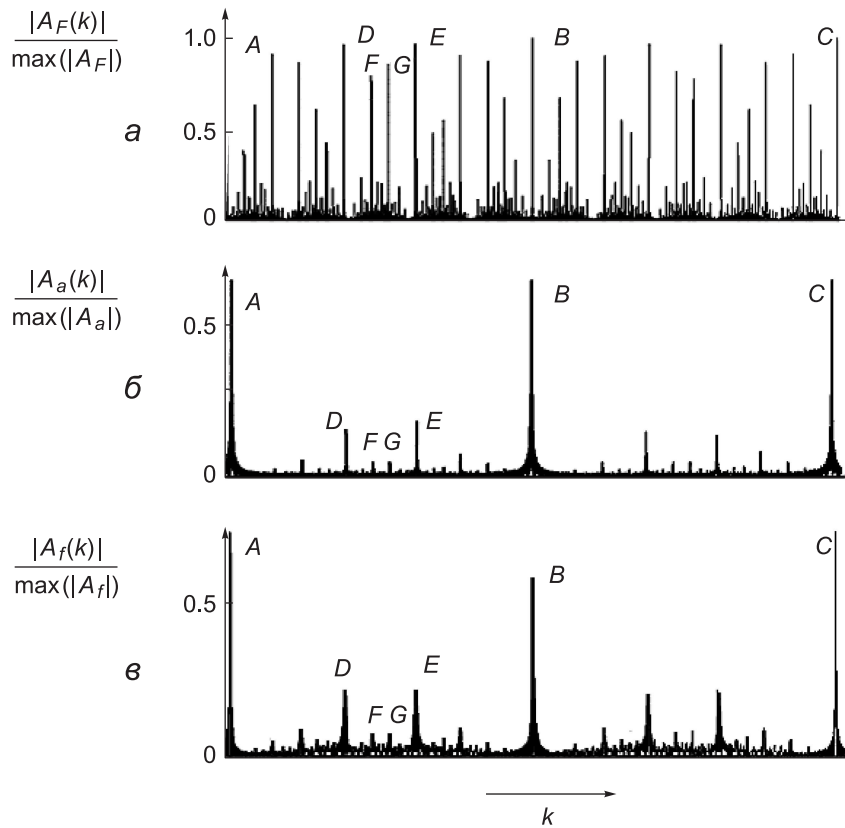 |A_F(k)|
max(|A_F|)
а
1.0
0.5
0
A
D
F
G
E
B
C
|A_a(k)|
max(|A_a|)
б
0.5
0
A
D
F G
E
B
C
|A_f(k)|
max(|A_f|)
в
0.5
0
A
D
F G
E
B
C
k